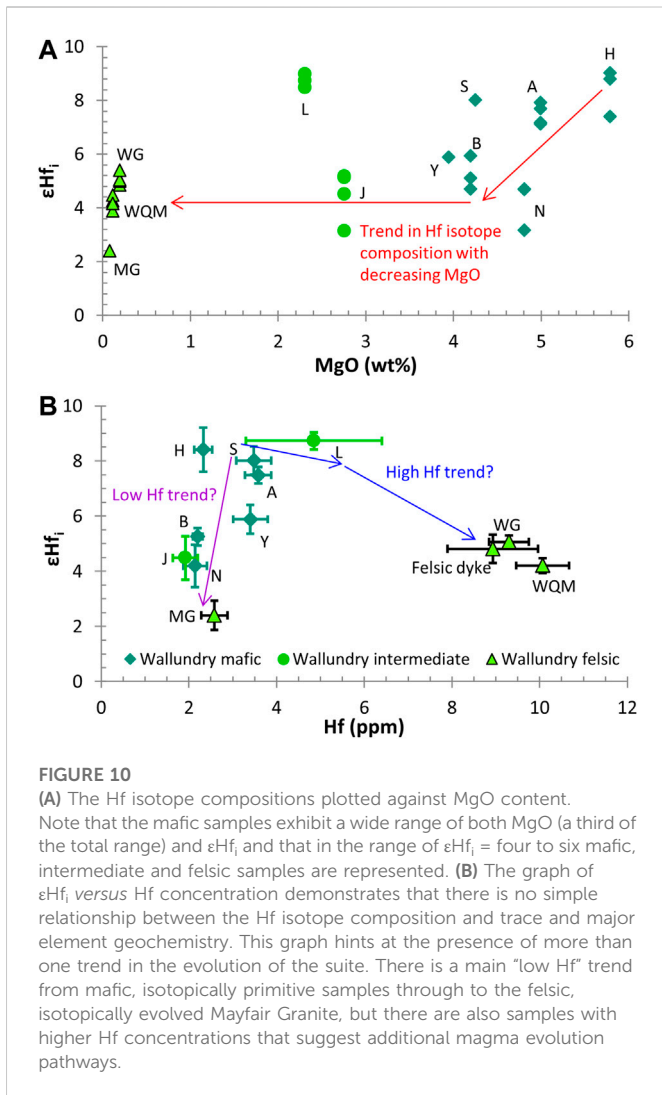 A
10
8
6
4
2
0
εHfᵢ
H
S
A
L
WG
Y
B
WQM
J
N
MG
Trend in Hf isotope
composition with
decreasing MgO
0 1 2 3 4 5 6
MgO (wt%)
B
10
8
6
4
2
0
εHfᵢ
H
S
L
Low Hf trend?
High Hf trend?
A
B
Y
WG
J
N
Felsic dyke
WQM
MG
Wallundry mafic Wallundry intermediate Wallundry felsic
0 2 4 6 8 10 12
Hf (ppm)
FIGURE 10
(A) The Hf isotope compositions plotted against MgO content.
Note that the mafic samples exhibit a wide range of both MgO (a third of
the total range) and εHfᵢ and that in the range of εHfᵢ = four to six mafic,
intermediate and felsic samples are represented. (B) The graph of
εHfᵢ versus Hf concentration demonstrates that there is no simple
relationship between the Hf isotope composition and trace and major
element geochemistry. This graph hints at the presence of more than
one trend in the evolution of the suite. There is a main “low Hf” trend
from mafic, isotopically primitive samples through to the felsic,
isotopically evolved Mayfair Granite, but there are also samples with
higher Hf concentrations that suggest additional magma evolution
pathways.